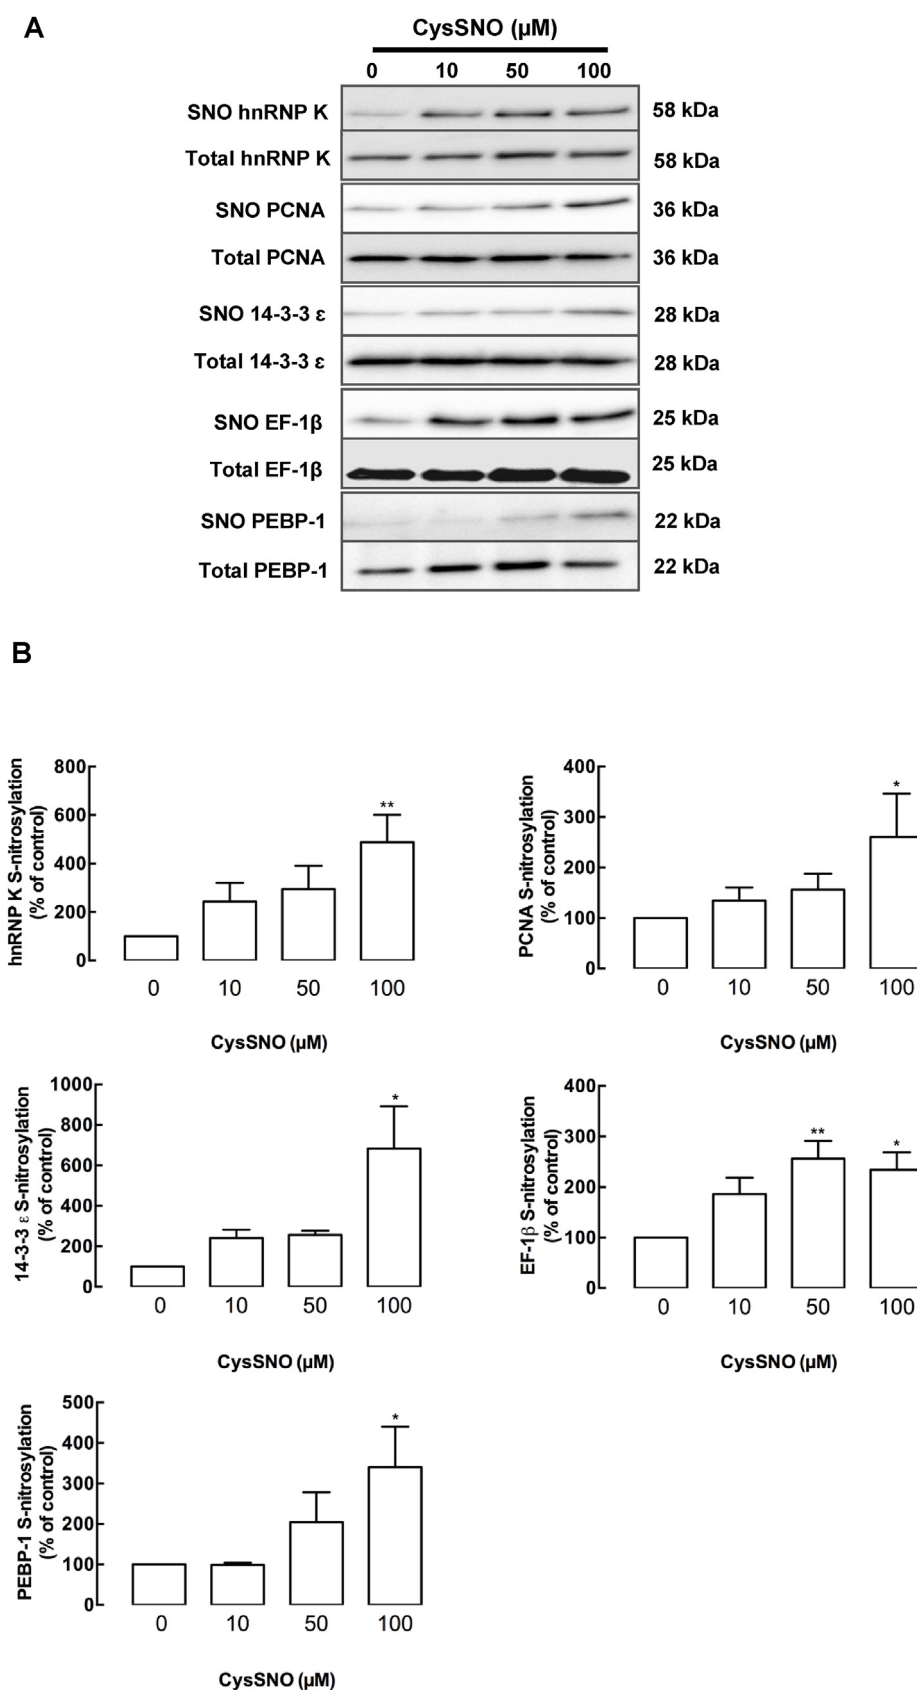 A
CysSNO (µM)
0 10 50 100
SNO hnRNP K 58 kDa
Total hnRNP K 58 kDa
SNO PCNA 36 kDa
Total PCNA 36 kDa
SNO 14-3-3 ε 28 kDa
Total 14-3-3 ε 28 kDa
SNO EF-1β 25 kDa
Total EF-1β 25 kDa
SNO PEBP-1 22 kDa
Total PEBP-1 22 kDa
B
hnRNP K S-nitrosylation
(% of control)
800
600
400
200
0
**
0 10 50 100
CysSNO (µM)
PCNA S-nitrosylation
(% of control)
400
300
200
100
0
*
0 10 50 100
CysSNO (µM)
14-3-3 ε S-nitrosylation
(% of control)
1000
800
600
400
200
0
*
0 10 50 100
CysSNO (µM)
EF-1β S-nitrosylation
(% of control)
400
300
200
100
0
** *
0 10 50 100
CysSNO (µM)
PEBP-1 S-nitrosylation
(% of control)
500
400
300
200
100
0
*
0 10 50 100
CysSNO (µM)